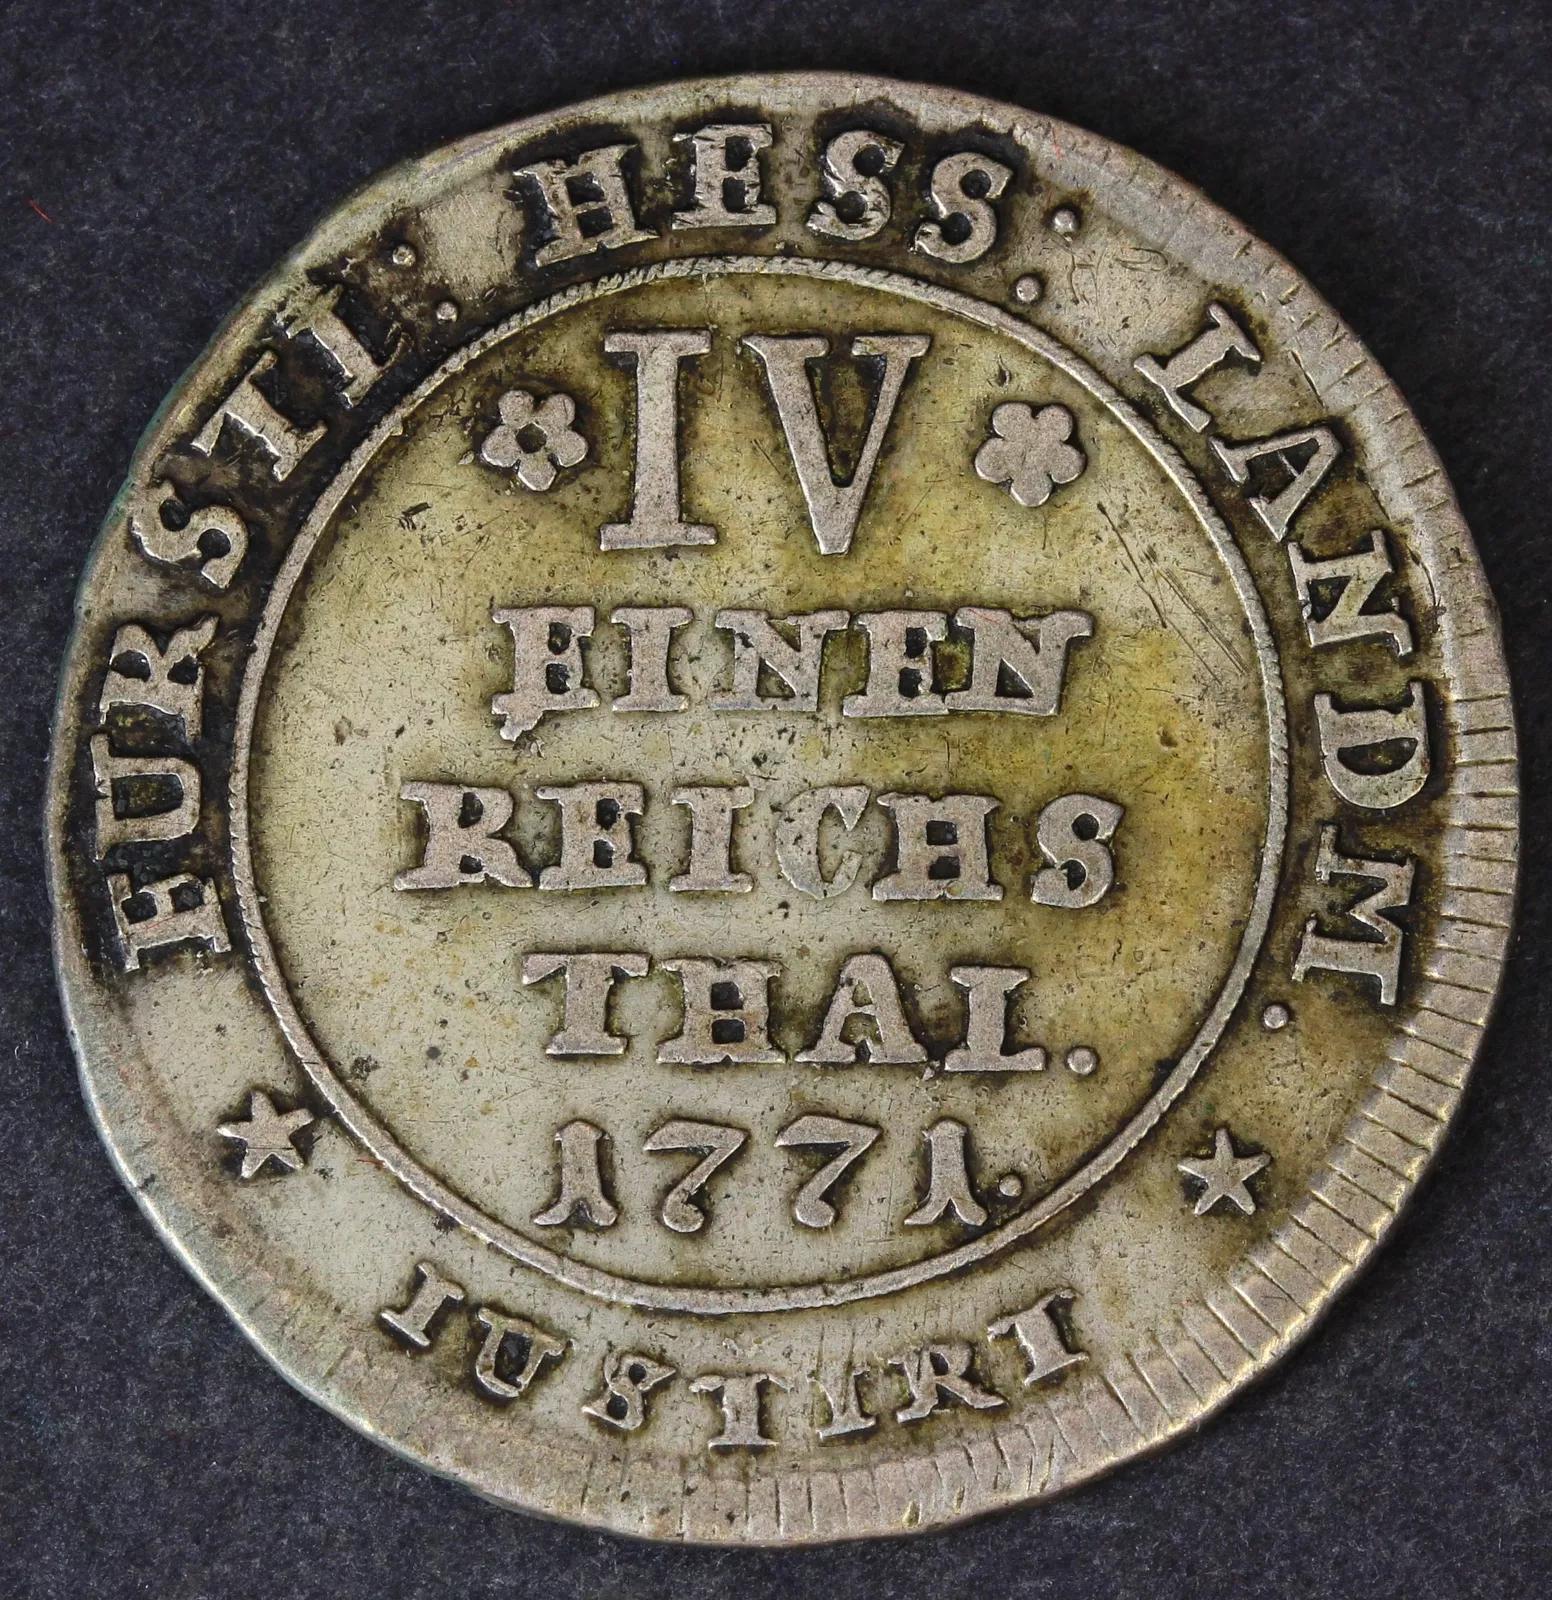 FURSTL: HESS: LANDM.
IV
EINEN
REICHS
THAL.
1771.
IUSTIRT